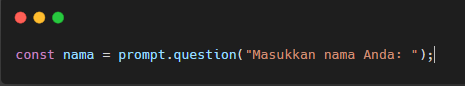 const nama = prompt.question("Masukkan nama Anda: ");